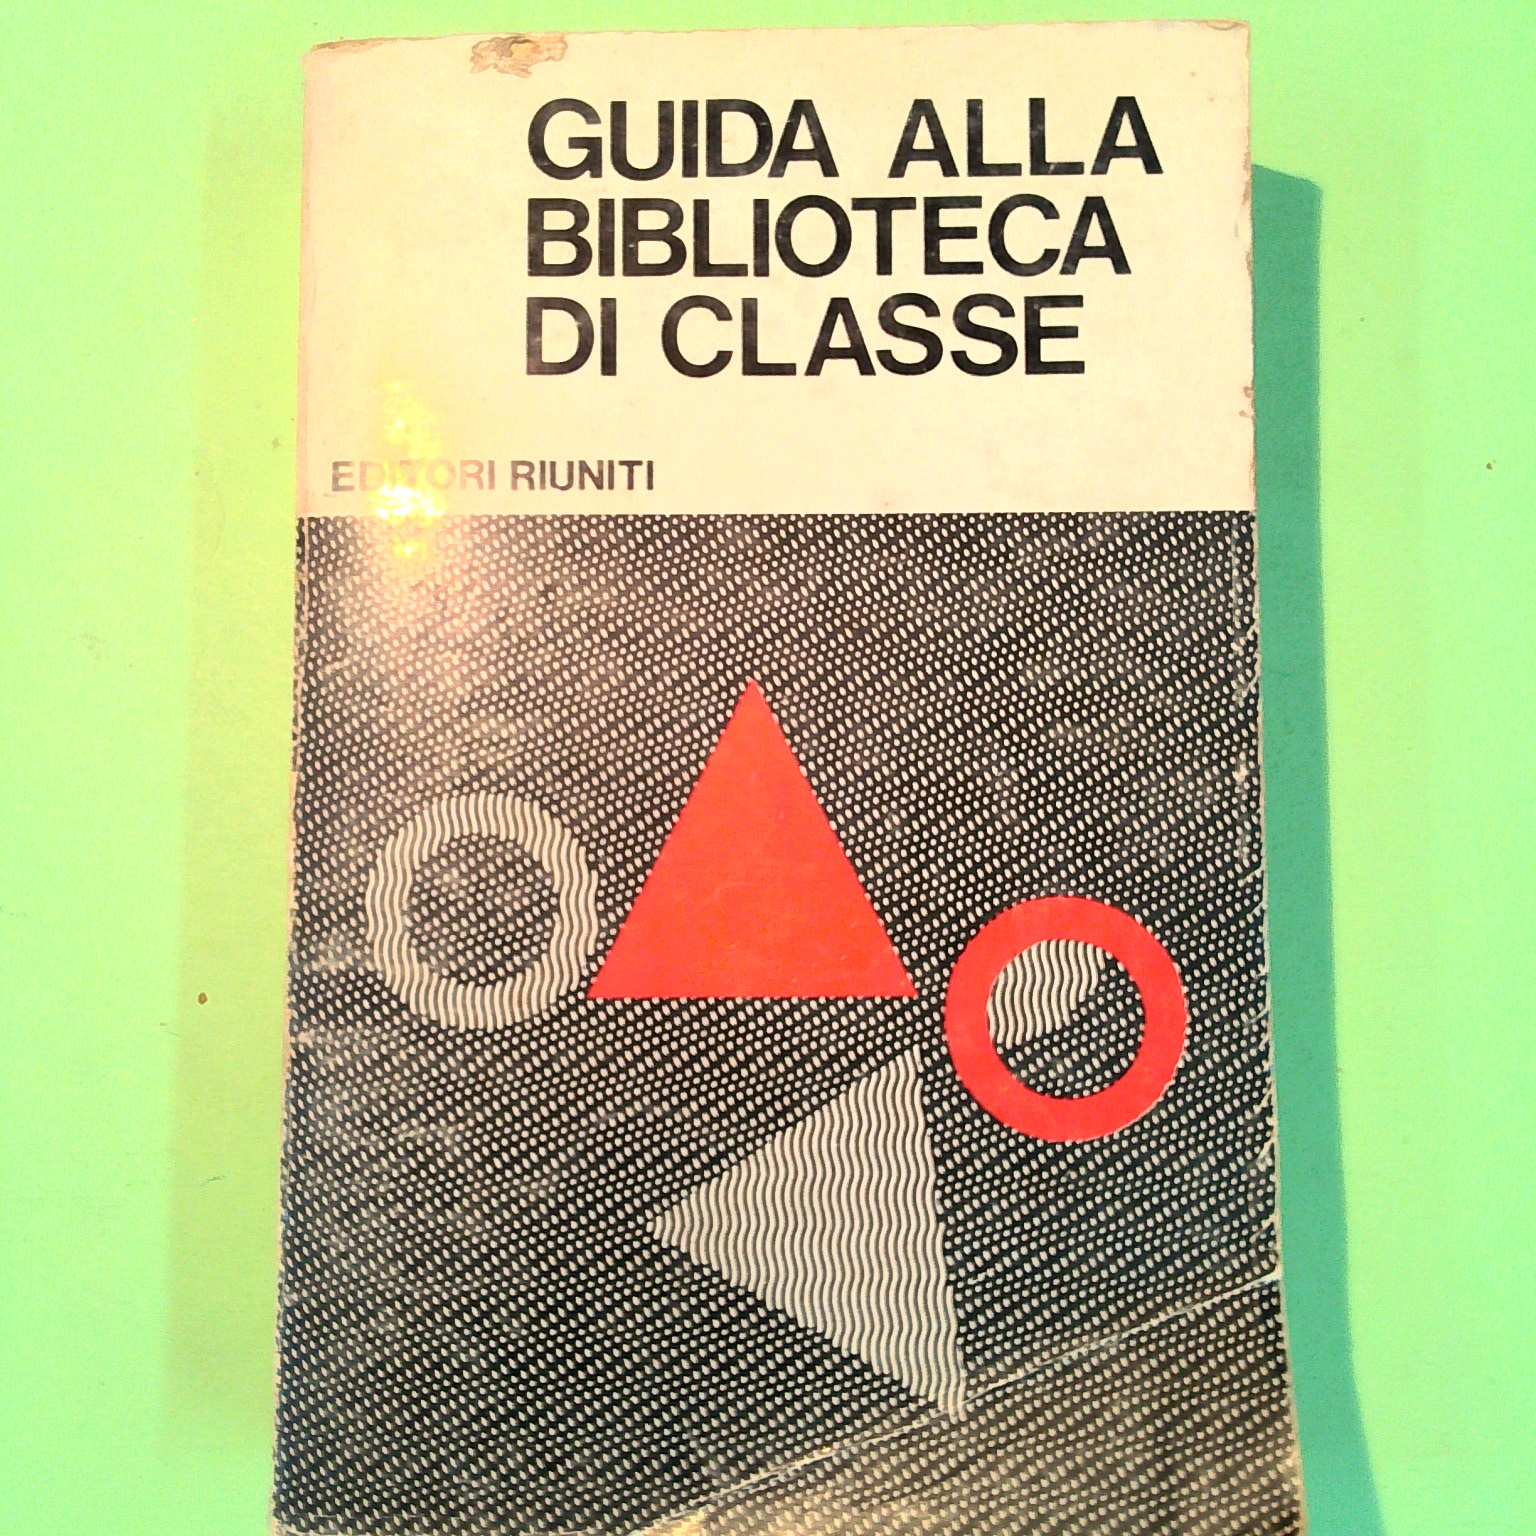 GUIDA ALLA
BIBLIOTECA
DI CLASSE
EDITORI RIUNITI